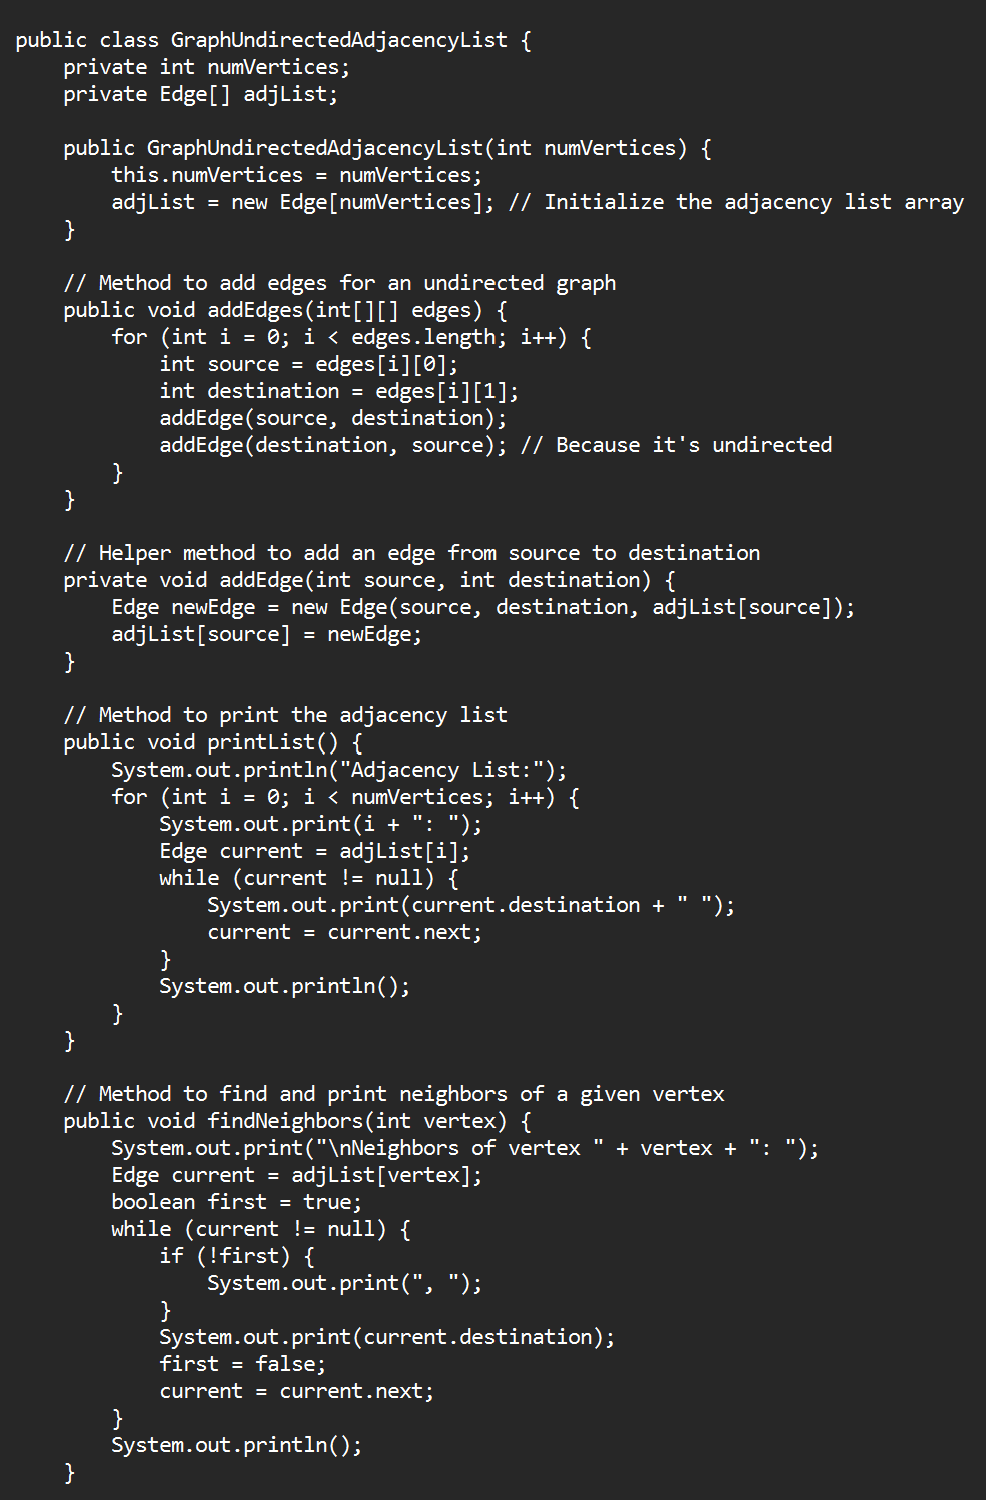 public class GraphUndirectedAdjacencyList {
    private int numVertices;
    private Edge[] adjList;

    public GraphUndirectedAdjacencyList(int numVertices) {
        this.numVertices = numVertices;
        adjList = new Edge[numVertices]; // Initialize the adjacency list array
    }

    // Method to add edges for an undirected graph
    public void addEdges(int[][] edges) {
        for (int i = 0; i < edges.length; i++) {
            int source = edges[i][0];
            int destination = edges[i][1];
            addEdge(source, destination);
            addEdge(destination, source); // Because it's undirected
        }
    }

    // Helper method to add an edge from source to destination
    private void addEdge(int source, int destination) {
        Edge newEdge = new Edge(source, destination, adjList[source]);
        adjList[source] = newEdge;
    }

    // Method to print the adjacency list
    public void printList() {
        System.out.println("Adjacency List:");
        for (int i = 0; i < numVertices; i++) {
            System.out.print(i + ": ");
            Edge current = adjList[i];
            while (current != null) {
                System.out.print(current.destination + " ");
                current = current.next;
            }
            System.out.println();
        }
    }

    // Method to find and print neighbors of a given vertex
    public void findNeighbors(int vertex) {
        System.out.print("\nNeighbors of vertex " + vertex + ": ");
        Edge current = adjList[vertex];
        boolean first = true;
        while (current != null) {
            if (!first) {
                System.out.print(", ");
            }
            System.out.print(current.destination);
            first = false;
            current = current.next;
        }
        System.out.println();
    }